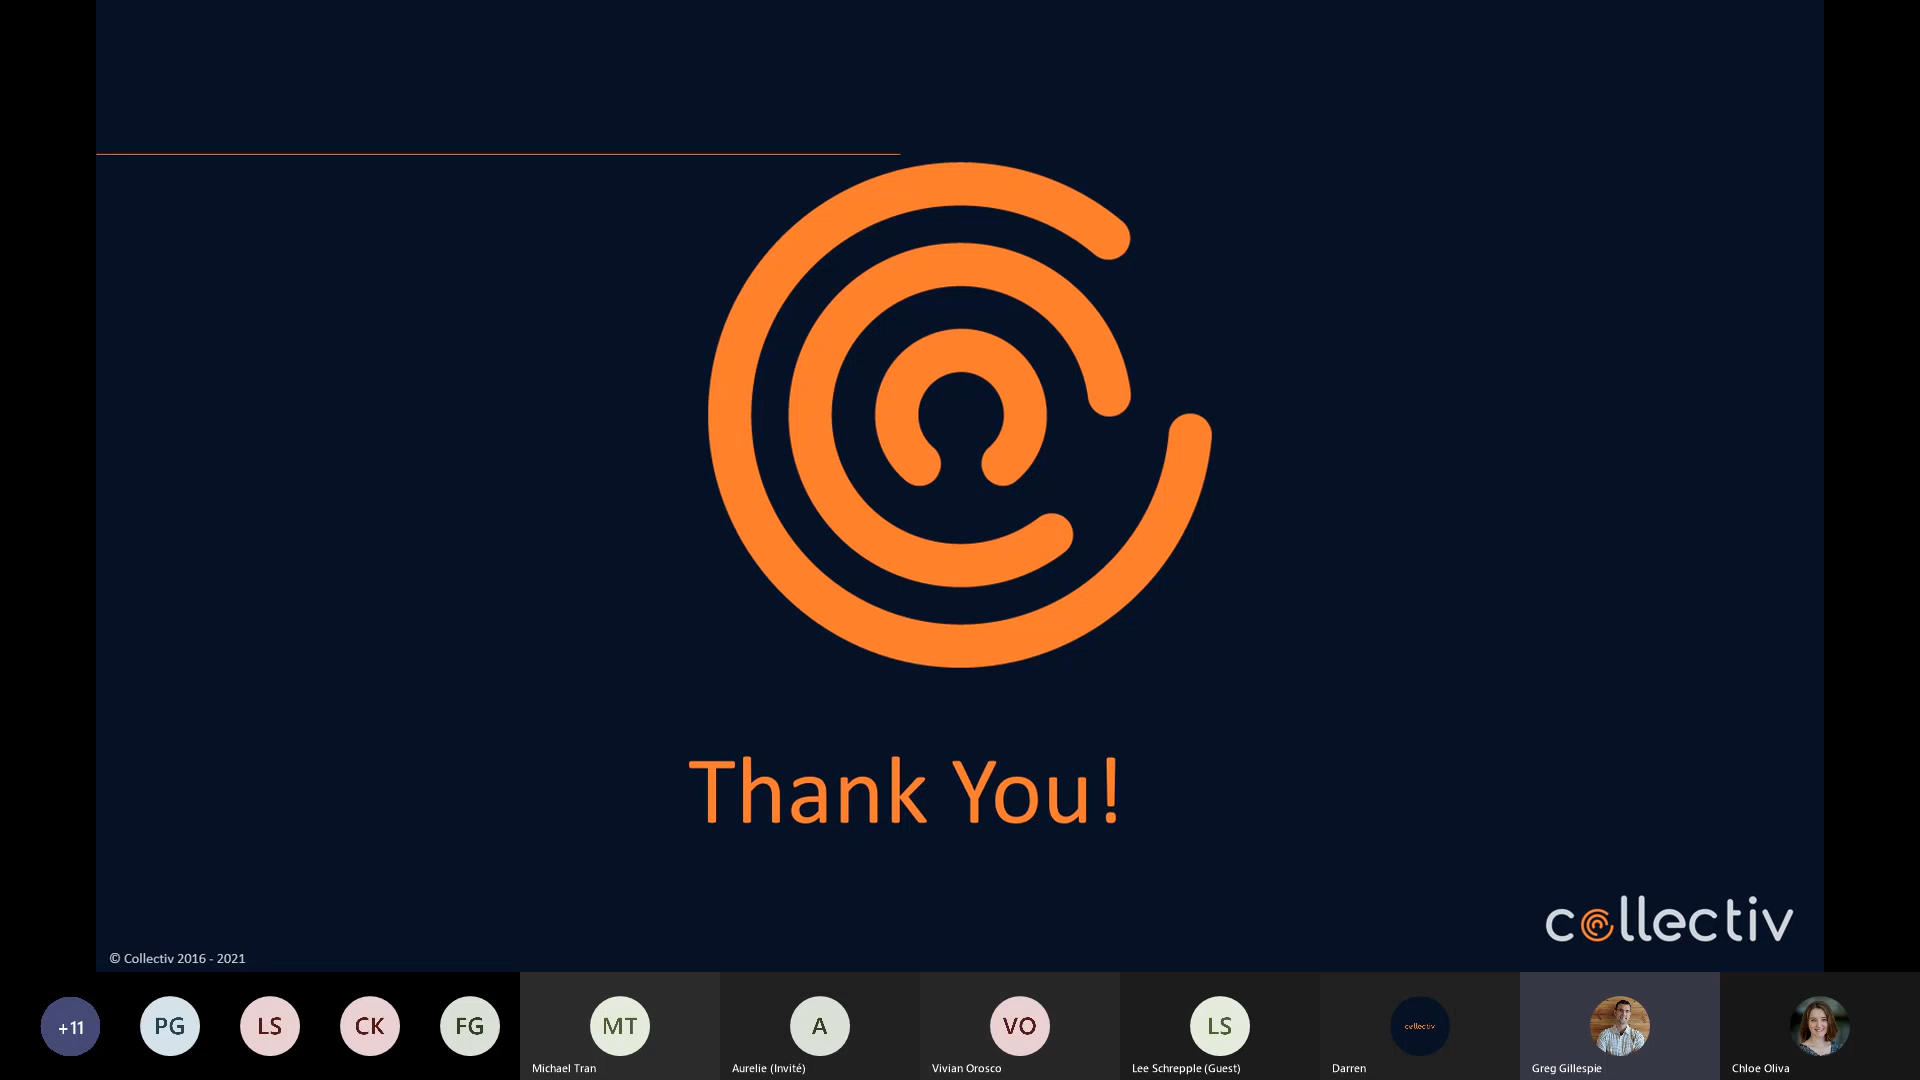 Thank You!
collectiv
© Collectiv 2016 - 2021
+11
PG
LS
CK
FG
MT
A
VO
LS
collectiv
Michael Tran
Aurelie (Invité)
Vivian Orosco
Lee Schrepple (Guest)
Darren
Greg Gillespie
Chloe Oliva